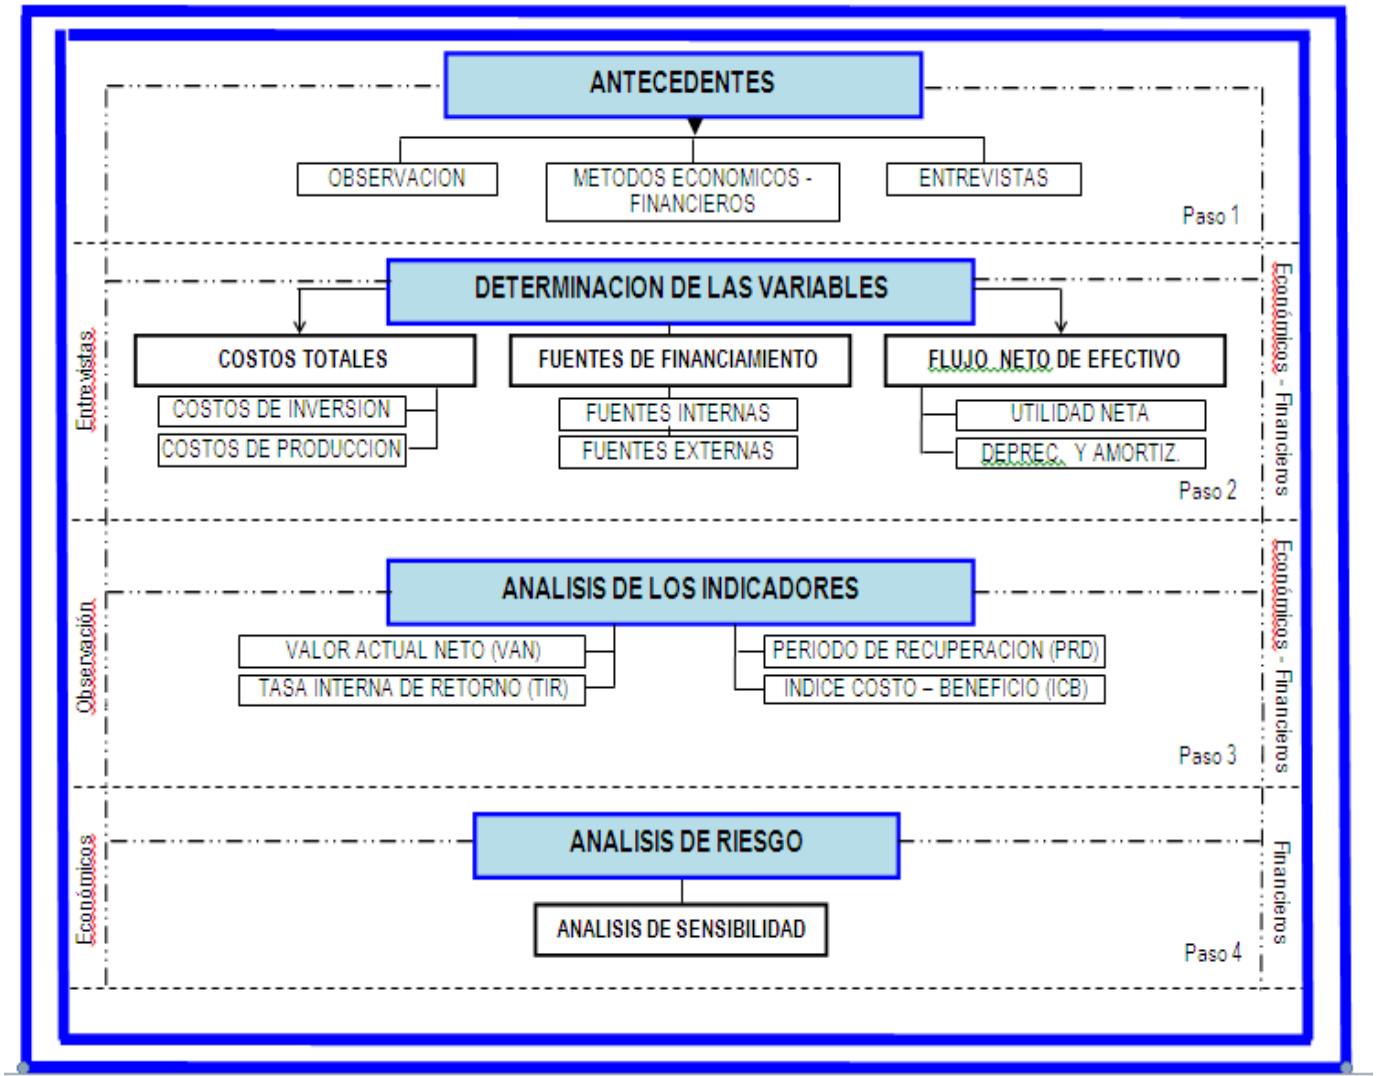 ANTECEDENTES
OBSERVACION
METODOS ECONOMICOS -
FINANCIEROS
ENTREVISTAS
Paso 1
DETERMINACION DE LAS VARIABLES
Entrevistas
COSTOS TOTALES
FUENTES DE FINANCIAMIENTO
FLUJO NETO DE EFECTIVO
COSTOS DE INVERSION
COSTOS DE PRODUCCION
FUENTES INTERNAS
FUENTES EXTERNAS
UTILIDAD NETA
DEPREC. Y AMORTIZ.
Económicos - Financieros
Paso 2
ANALISIS DE LOS INDICADORES
Observación
VALOR ACTUAL NETO (VAN)
TASA INTERNA DE RETORNO (TIR)
PERIODO DE RECUPERACION (PRD)
INDICE COSTO – BENEFICIO (ICB)
Económicos - Financieros
Paso 3
ANALISIS DE RIESGO
Económicos
ANALISIS DE SENSIBILIDAD
Financieros
Paso 4